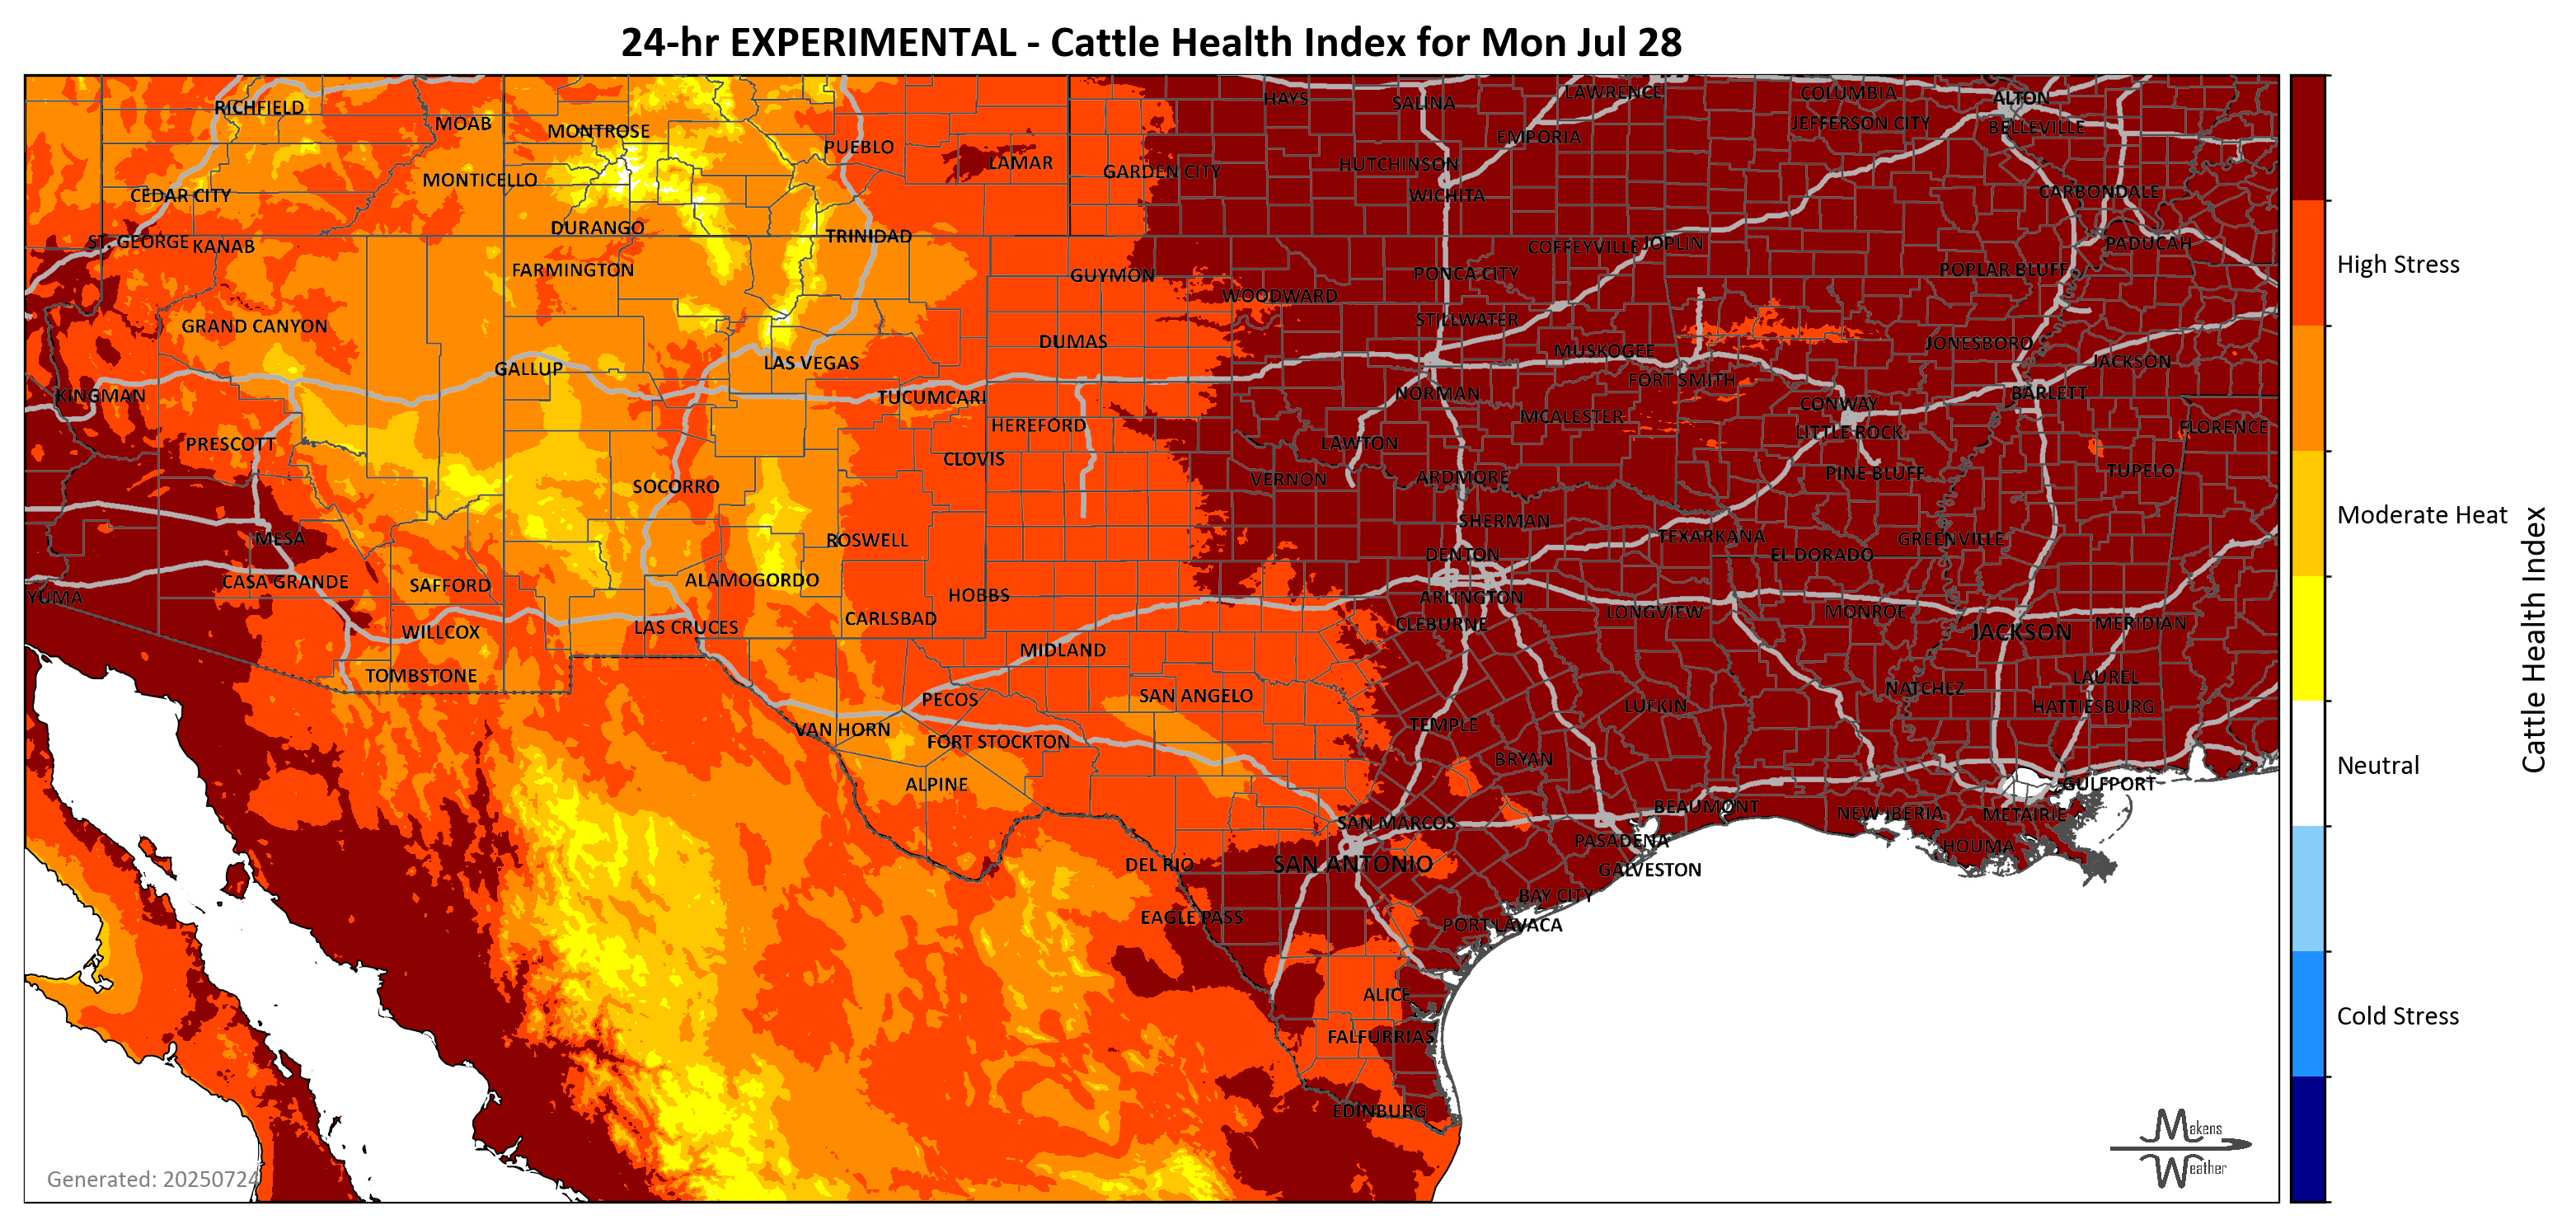 24-hr EXPERIMENTAL - Cattle Health Index for Mon Jul 28
RICHFIELD
MOAB
MONTROSE
PUEBLO
LAMAR
HAYS
SALINA
LAWRENCE
COLUMBIA
ALTON
JEFFERSON CITY
BELLEVILLE
EMPORIA
CEDAR CITY
MONTICELLO
GARDEN CITY
HUTCHINSON
WICHITA
CARBONDALE
ST. GEORGE
KANAB
DURANGO
TRINIDAD
COFFEYVILLE
JOPLIN
PADUCAH
High Stress
FARMINGTON
GUYMON
PONCA CITY
POPLAR BLUFF
WOODWARD
GRAND CANYON
STILLWATER
DUMAS
MUSKOGEE
JONESBORO
GALLUP
LAS VEGAS
JACKSON
KINGMAN
TUCUMCARI
NORMAN
FORT SMITH
CONWAY
BARLETT
PRESCOTT
HEREFORD
LAWTON
MCALESTER
LITTLE ROCK
FLORENCE
CLOVIS
VERNON
ARDMORE
PINE BLUFF
TUPELO
SOCORRO
SHERMAN
Moderate Heat
MESA
ROSWELL
DENTON
TEXARKANA
EL DORADO
GREENVILLE
CASA GRANDE
SAFFORD
ALAMOGORDO
YUMA
HOBBS
ARLINGTON
LONGVIEW
MONROE
WILLCOX
LAS CRUCES
CARLSBAD
CLEBURNE
JACKSON
MERIDIAN
Cattle Health Index
TOMBSTONE
MIDLAND
PECOS
SAN ANGELO
LUFKIN
NATCHEZ
LAUREL
HATTIESBURG
VAN HORN
FORT STOCKTON
TEMPLE
BRYAN
Neutral
ALPINE
BEAUMONT
NEW IBERIA
METAIRIE
GULFPORT
SAN MARCOS
PASADENA
HOUMA
DEL RIO
SAN ANTONIO
GALVESTON
EAGLE PASS
BAY CITY
PORT LAVACA
ALICE
Cold Stress
FALFURRIAS
EDINBURG
Makens
Weather
Generated: 20250724